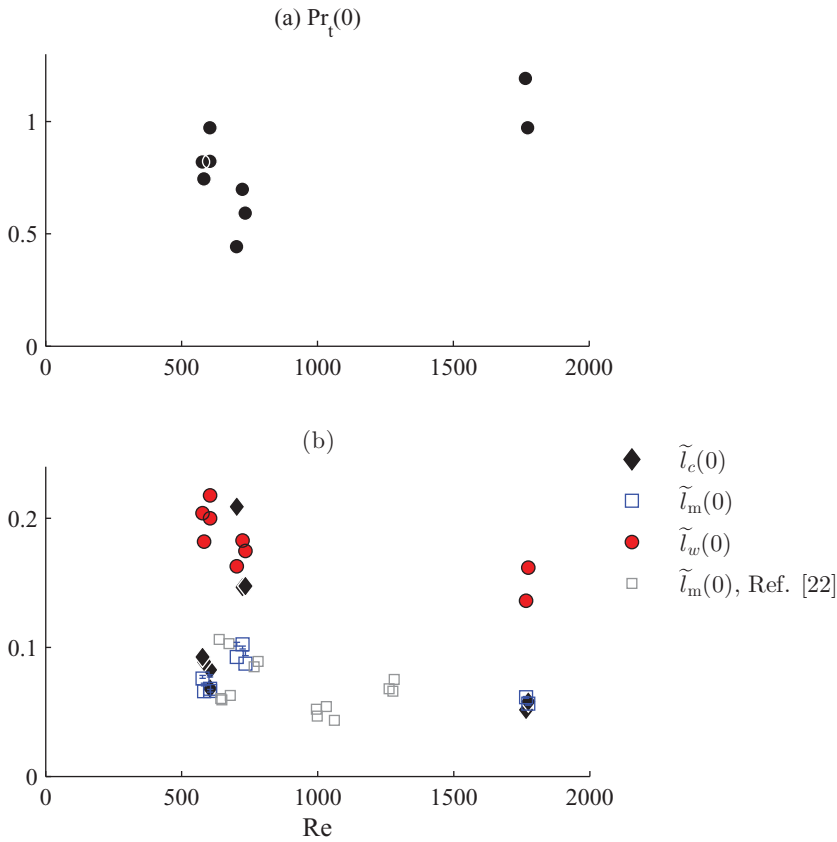 (a) Pr_t(0)
1
0.5
0
0 500 1000 1500 2000
(b)
0.2
0.1
0
0 500 1000 1500 2000
Re
l̃_c(0)
l̃_m(0)
l̃_w(0)
l̃_m(0), Ref. [22]